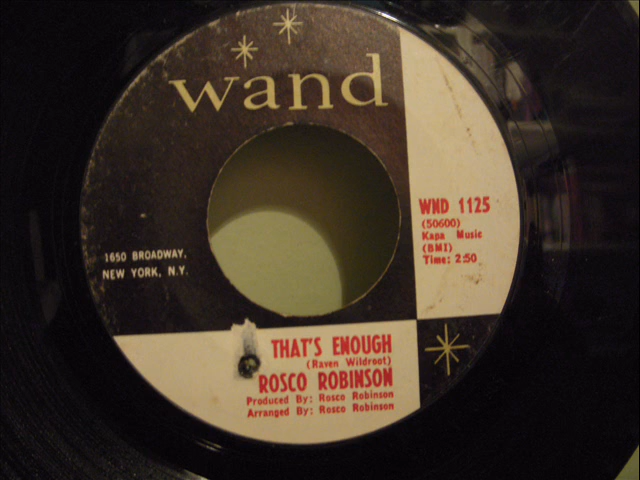 wand
WND 1125
(50600)
Kapa Music
(BMI)
Time: 2:50
1650 BROADWAY,
NEW YORK, N.Y.
THAT'S ENOUGH
(Raven Wildroot)
ROSCO ROBINSON
Produced By: Rosco Robinson
Arranged By: Rosco Robinson